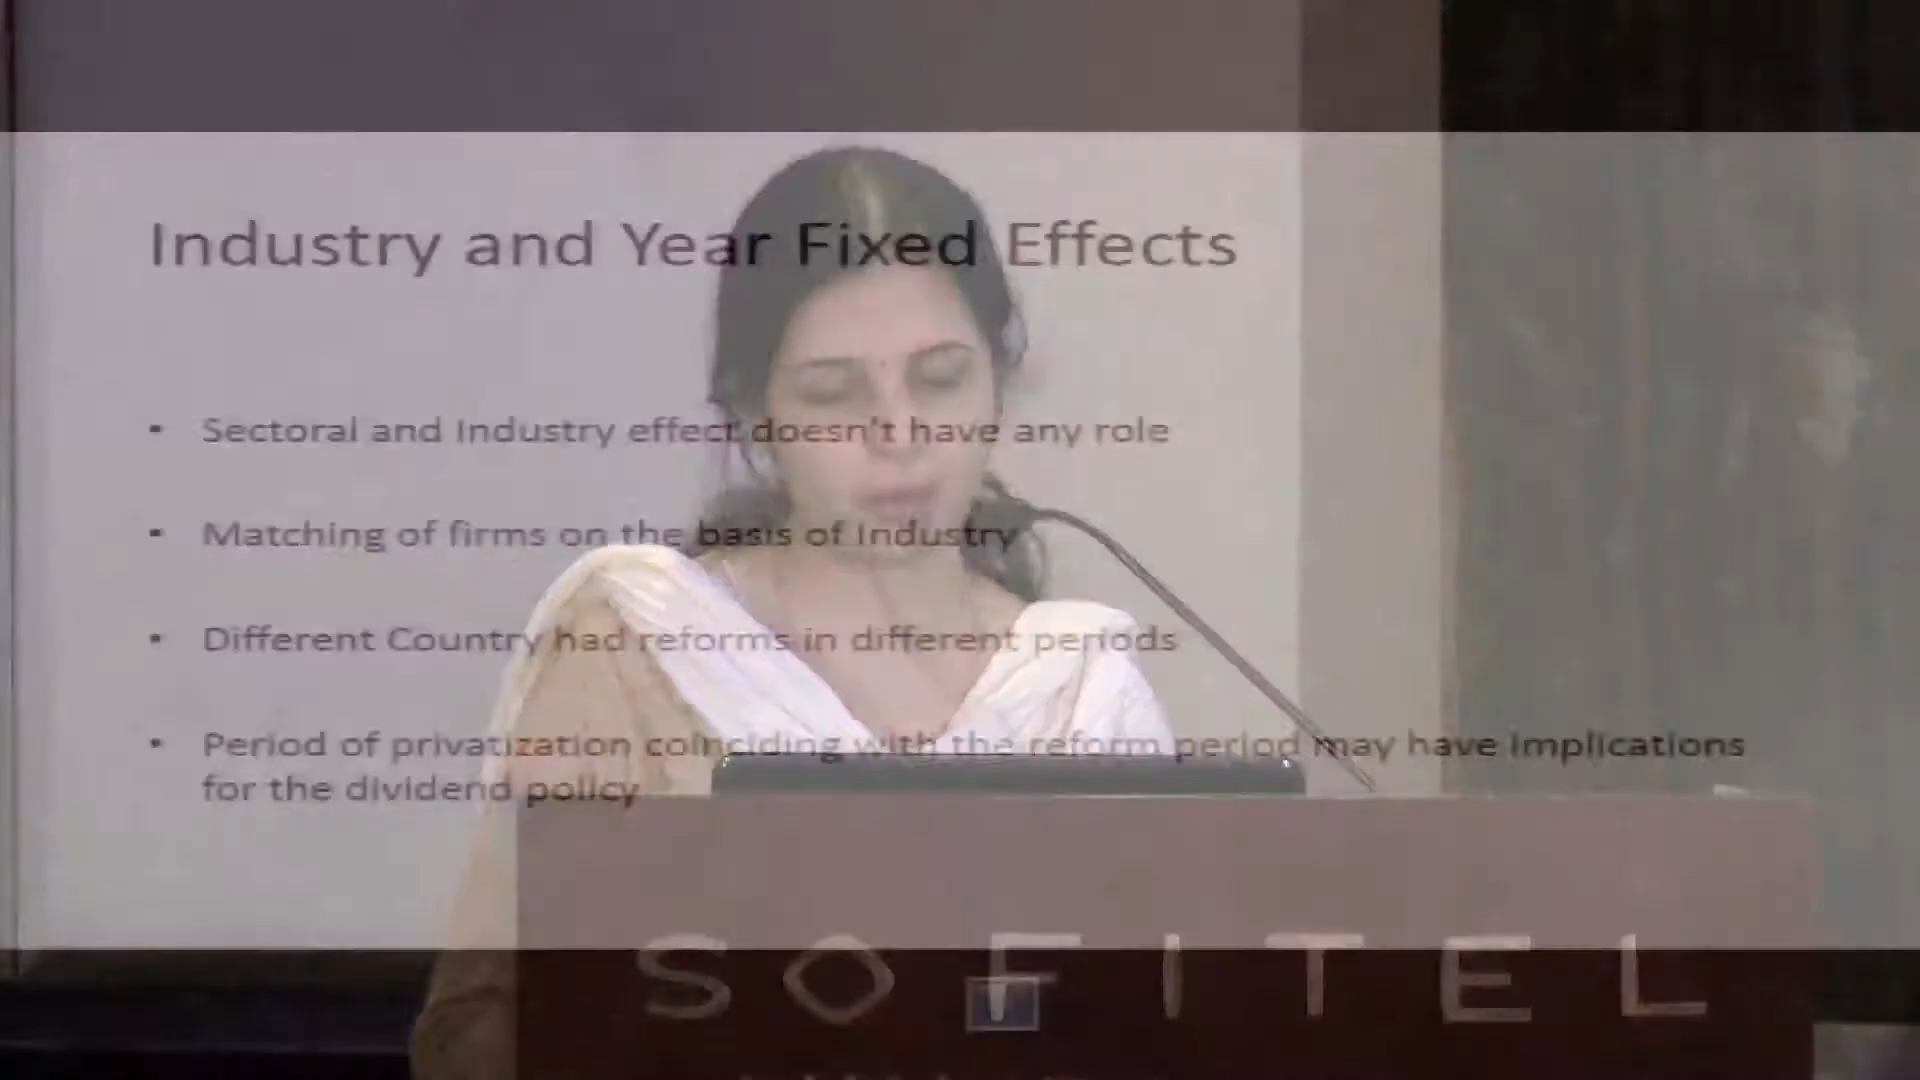 Industry and Year Fixed Effects
• Sectoral and Industry effect doesn't have any role
• Matching of firms on the basis of Industry
• Different Country had reforms in different periods
• Period of privatization coinciding with the reform period may have implications
for the dividend policy
SOFITEL